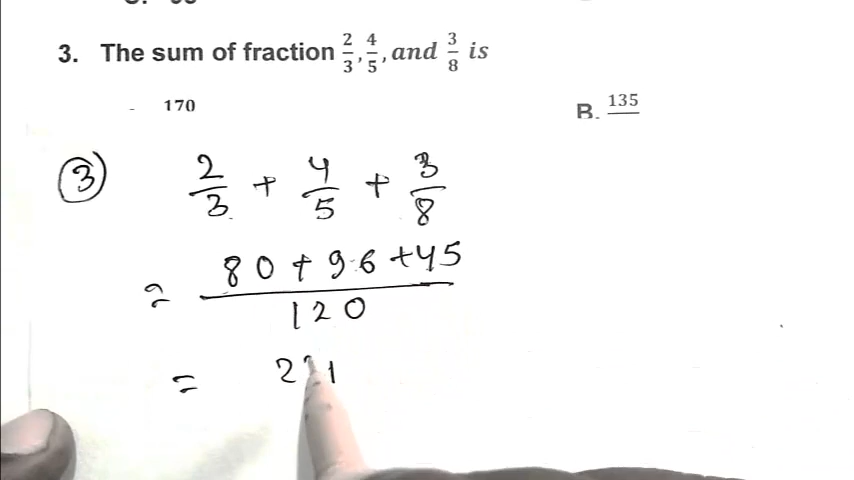 3. The sum of fraction 2/3, 4/5, and 3/8 is
170
B. 135
3 2/3 + 4/5 + 3/8
= 80 + 96 + 45 / 120
=